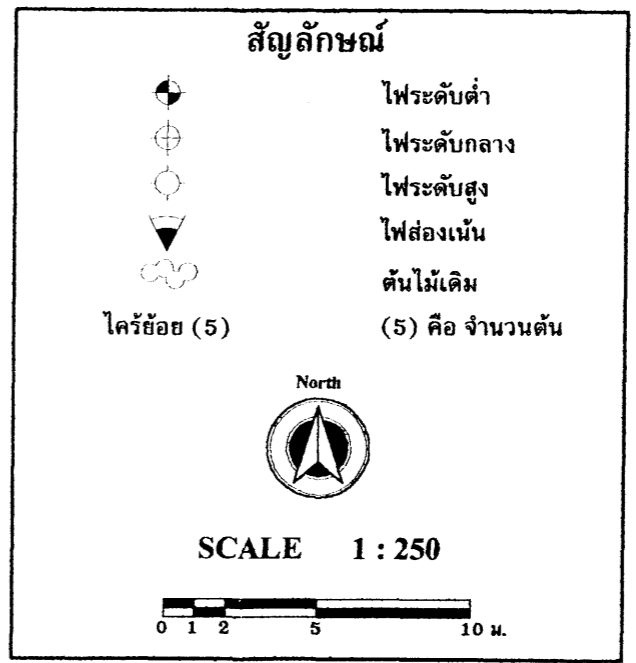 สัญลักษณ์
ไฟระดับต่ำ
ไฟระดับกลาง
ไฟระดับสูง
ไฟส่องเน้น
ต้นไม้เดิม
ไคร้ย้อย (5) (5) คือ จำนวนต้น
North
SCALE 1 : 250
0 1 2 5 10 ม.